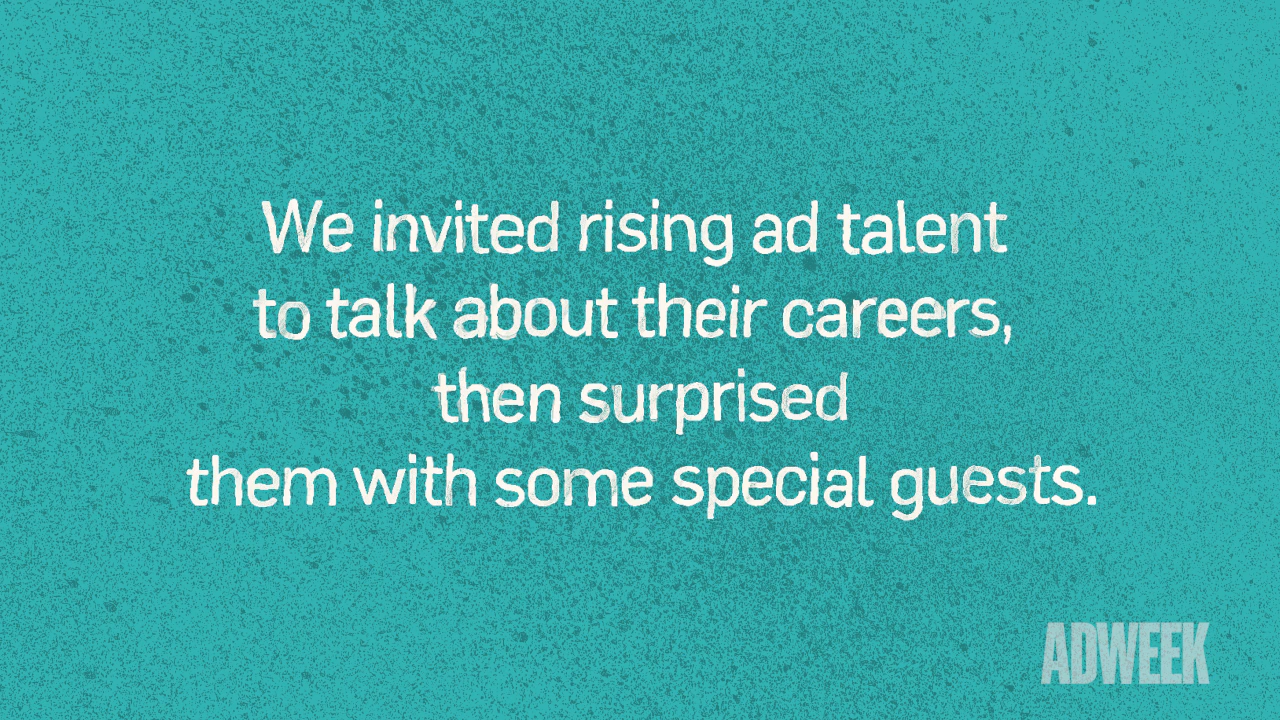 We invited rising ad talent
to talk about their careers,
then surprised
them with some special guests.
ADWEEK